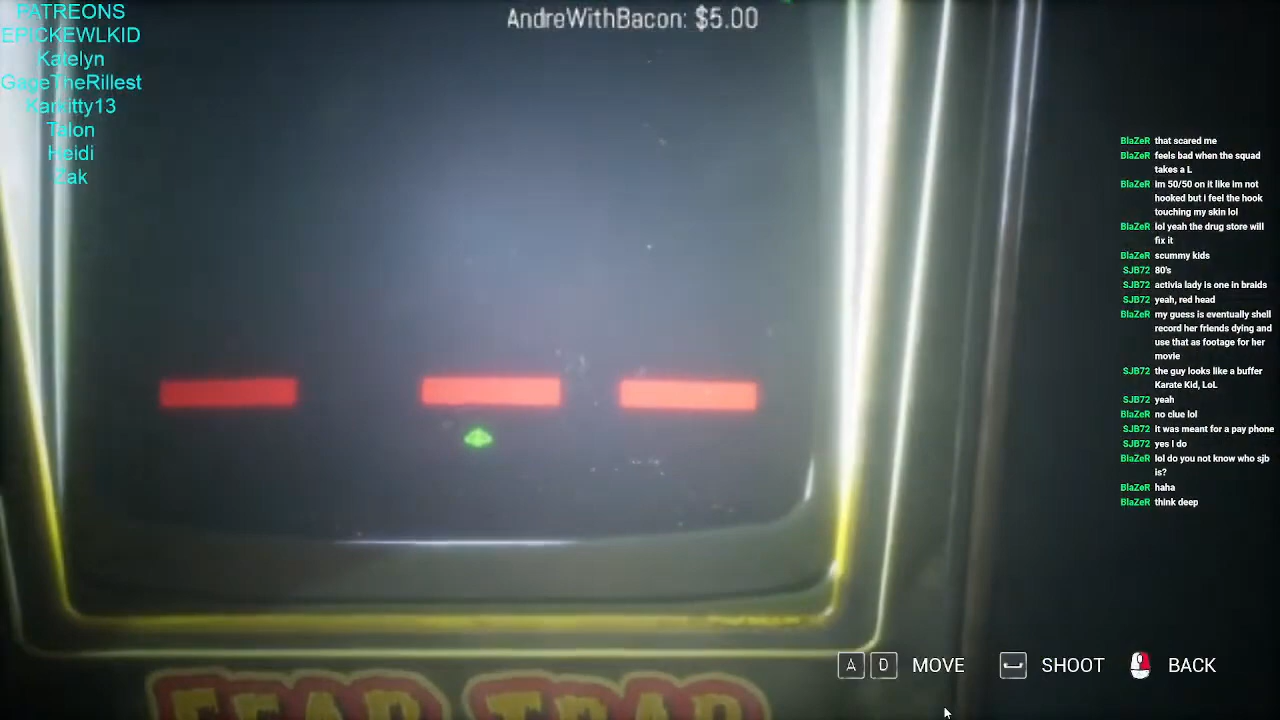 PATREONS
EPICKEWLKID
Katelyn
GageTheRillest
Karkitty13
Talon
Heidi
Zak
AndreWithBacon: $5.00
BlaZeR that scared me
BlaZeR feels bad when the squad
takes a L
BlaZeR im 50/50 on it like im not
hooked but i feel the hook
touching my skin lol
BlaZeR lol yeah the drug store will
fix it
BlaZeR scummy kids
SJB72 80's
SJB72 activia lady is one in braids
SJB72 yeah, red head
BlaZeR my guess is eventually shell
record her friends dying and
use that as footage for her
movie
SJB72 the guy looks like a buffer
Karate Kid, LoL
SJB72 yeah
BlaZeR no clue lol
SJB72 It was meant for a pay phone
SJB72 yes I do
BlaZeR lol do you not know who sjb
is?
BlaZeR haha
BlaZeR think deep
A D MOVE SHOOT BACK
FEAR TRAP